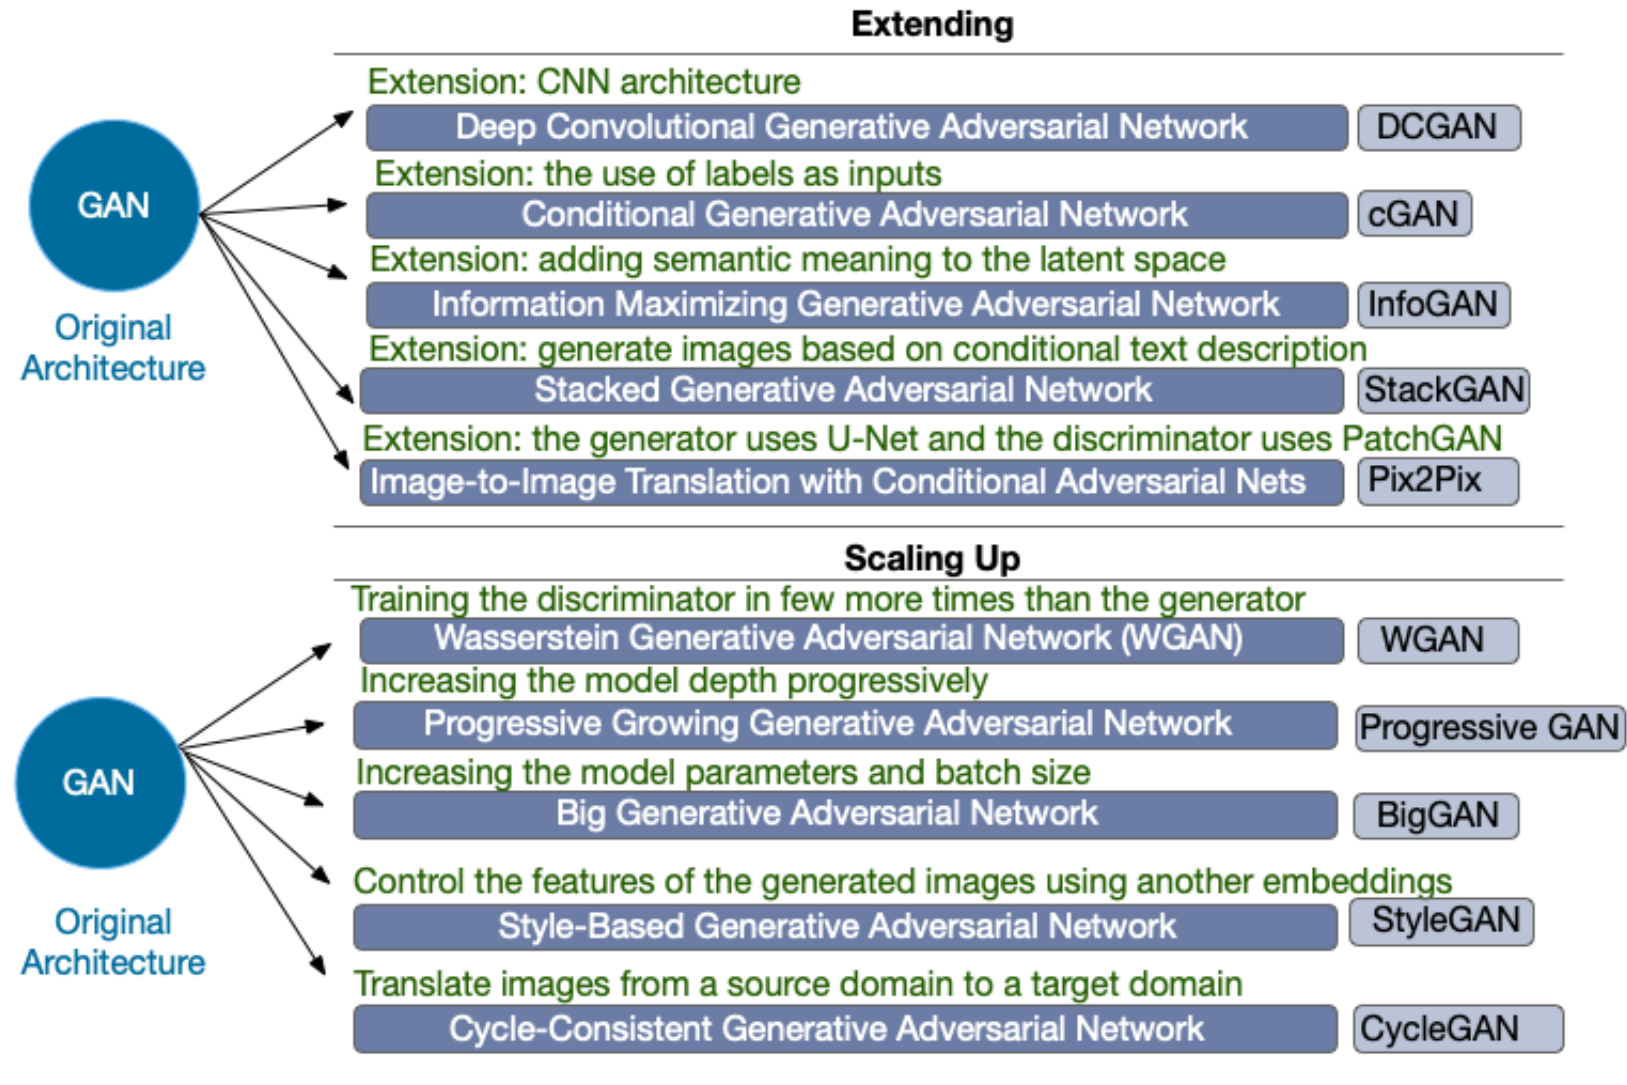 Extending
Extension: CNN architecture
Deep Convolutional Generative Adversarial Network
DCGAN
Extension: the use of labels as inputs
Conditional Generative Adversarial Network
cGAN
GAN
Extension: adding semantic meaning to the latent space
Information Maximizing Generative Adversarial Network
InfoGAN
Original
Architecture
Extension: generate images based on conditional text description
Stacked Generative Adversarial Network
StackGAN
Extension: the generator uses U-Net and the discriminator uses PatchGAN
Image-to-Image Translation with Conditional Adversarial Nets
Pix2Pix
Scaling Up
Training the discriminator in few more times than the generator
Wasserstein Generative Adversarial Network (WGAN)
WGAN
Increasing the model depth progressively
Progressive Growing Generative Adversarial Network
Progressive GAN
GAN
Increasing the model parameters and batch size
Big Generative Adversarial Network
BigGAN
Control the features of the generated images using another embeddings
Style-Based Generative Adversarial Network
StyleGAN
Original
Architecture
Translate images from a source domain to a target domain
Cycle-Consistent Generative Adversarial Network
CycleGAN